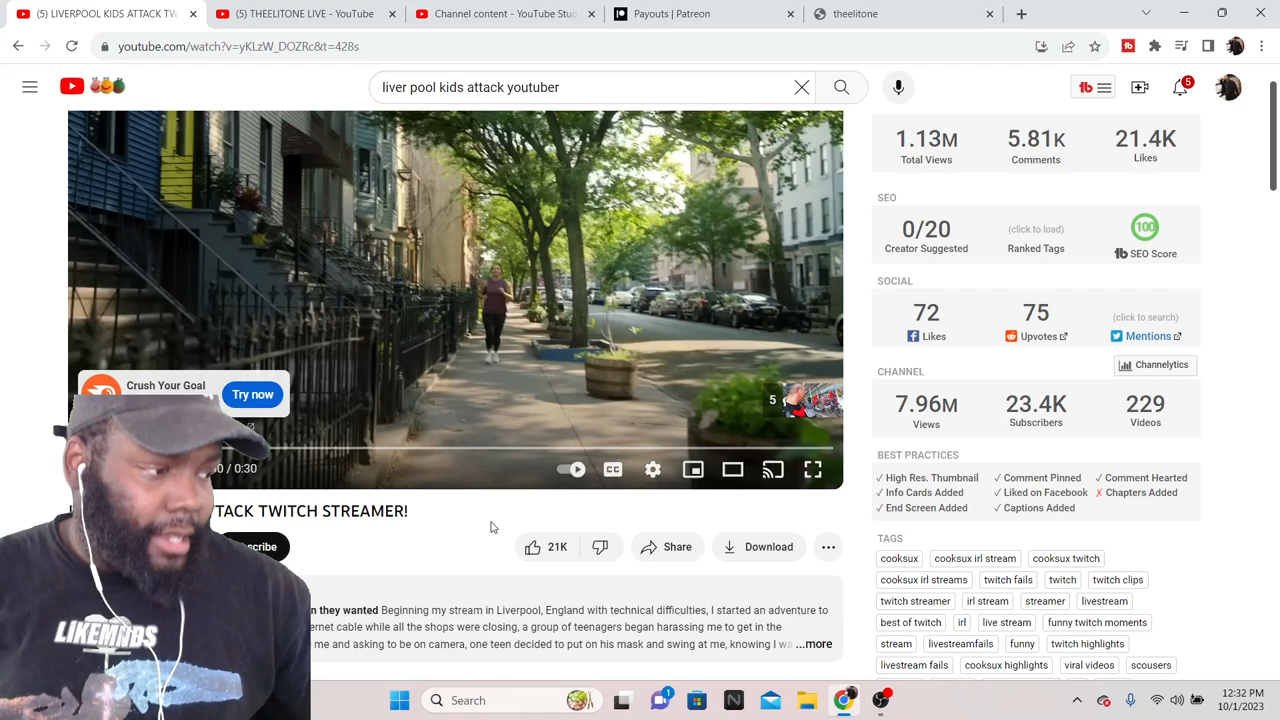 (5) LIVERPOOL KIDS ATTACK TW
(5) THEELITONE LIVE - YouTube
Channel content - YouTube Stud
Payouts | Patreon
theelitone
youtube.com/watch?v=yKLzW_DOZRc&t=428s
liverpool kids attack youtuber
tb
5
1.13M
5.81K
21.4K
Total Views
Comments
Likes
SEO
0/20
(click to load)
100
Creator Suggested
Ranked Tags
tb SEO Score
SOCIAL
72
75
(click to search)
Likes
Upvotes
Mentions
CHANNEL
Channelytics
7.96M
23.4K
229
Views
Subscribers
Videos
BEST PRACTICES
✓ High Res. Thumbnail
✓ Comment Pinned
✓ Comment Hearted
✓ Info Cards Added
✓ Liked on Facebook
X Chapters Added
✓ End Screen Added
✓ Captions Added
TAGS
cooksux
cooksux irl stream
cooksux twitch
cooksux irl streams
twitch fails
twitch
twitch clips
twitch streamer
irl stream
streamer
livestream
best of twitch
irl
live stream
funny twitch moments
stream
livestreamfails
funny
twitch highlights
livestream fails
cooksux highlights
viral videos
scousers
Crush Your Goal
Try now
5
0 / 0:30
CC
TTACK TWITCH STREAMER!
21K
Share
Download
n they wanted Beginning my stream in Liverpool, England with technical difficulties, I started an adventure to
ernet cable while all the shops were closing, a group of teenagers began harassing me to get in the
me and asking to be on camera, one teen decided to put on his mask and swing at me, knowing I wa ...more
LIKEMNDS
Search
1
12:32 PM
10/1/2023